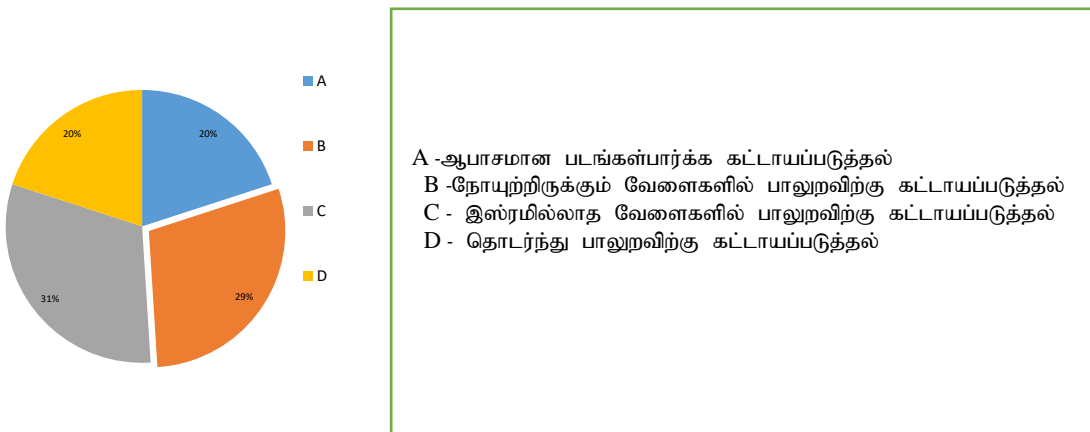 A
B
C
D
20%
20%
29%
31%
A -ஆபாசமான படங்கள்பார்க்க கட்டாயப்படுத்தல்
B -நோயுற்றிருக்கும் வேளைகளில் பாலுறவிற்கு கட்டாயப்படுத்தல்
C - இஸ்ரமில்லாத வேளைகளில் பாலுறவிற்கு கட்டாயப்படுத்தல்
D - தொடர்ந்து பாலுறவிற்கு கட்டாயப்படுத்தல்